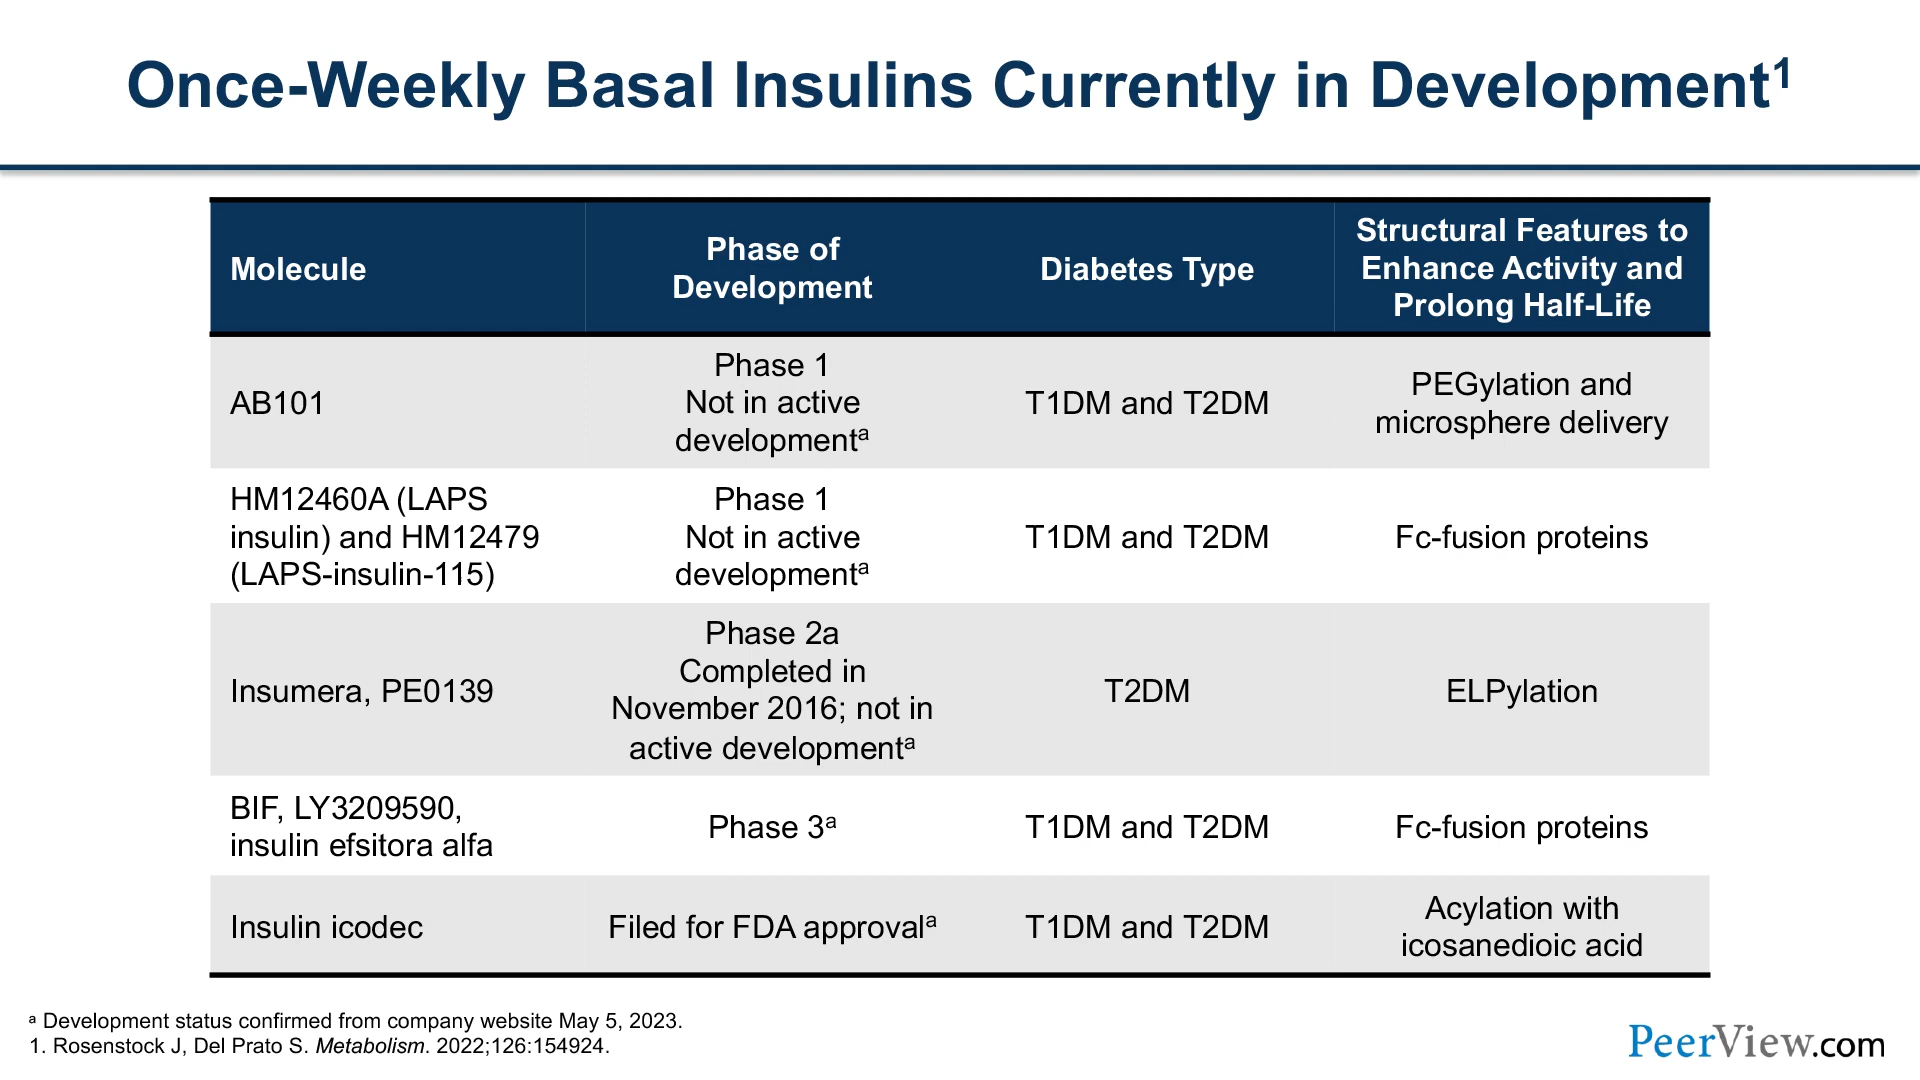 Once-Weekly Basal Insulins Currently in Development¹
Molecule
Phase of
Development
Diabetes Type
Structural Features to
Enhance Activity and
Prolong Half-Life
AB101
Phase 1
Not in active
developmentᵃ
T1DM and T2DM
PEGylation and
microsphere delivery
HM12460A (LAPS
insulin) and HM12479
(LAPS-insulin-115)
Phase 1
Not in active
developmentᵃ
T1DM and T2DM
Fc-fusion proteins
Insumera, PE0139
Phase 2a
Completed in
November 2016; not in
active developmentᵃ
T2DM
ELPylation
BIF, LY3209590,
insulin efsitora alfa
Phase 3ᵃ
T1DM and T2DM
Fc-fusion proteins
Insulin icodec
Filed for FDA approvalᵃ
T1DM and T2DM
Acylation with
icosanedioic acid
ᵃ Development status confirmed from company website May 5, 2023.
1. Rosenstock J, Del Prato S. Metabolism. 2022;126:154924.
PeerView.com